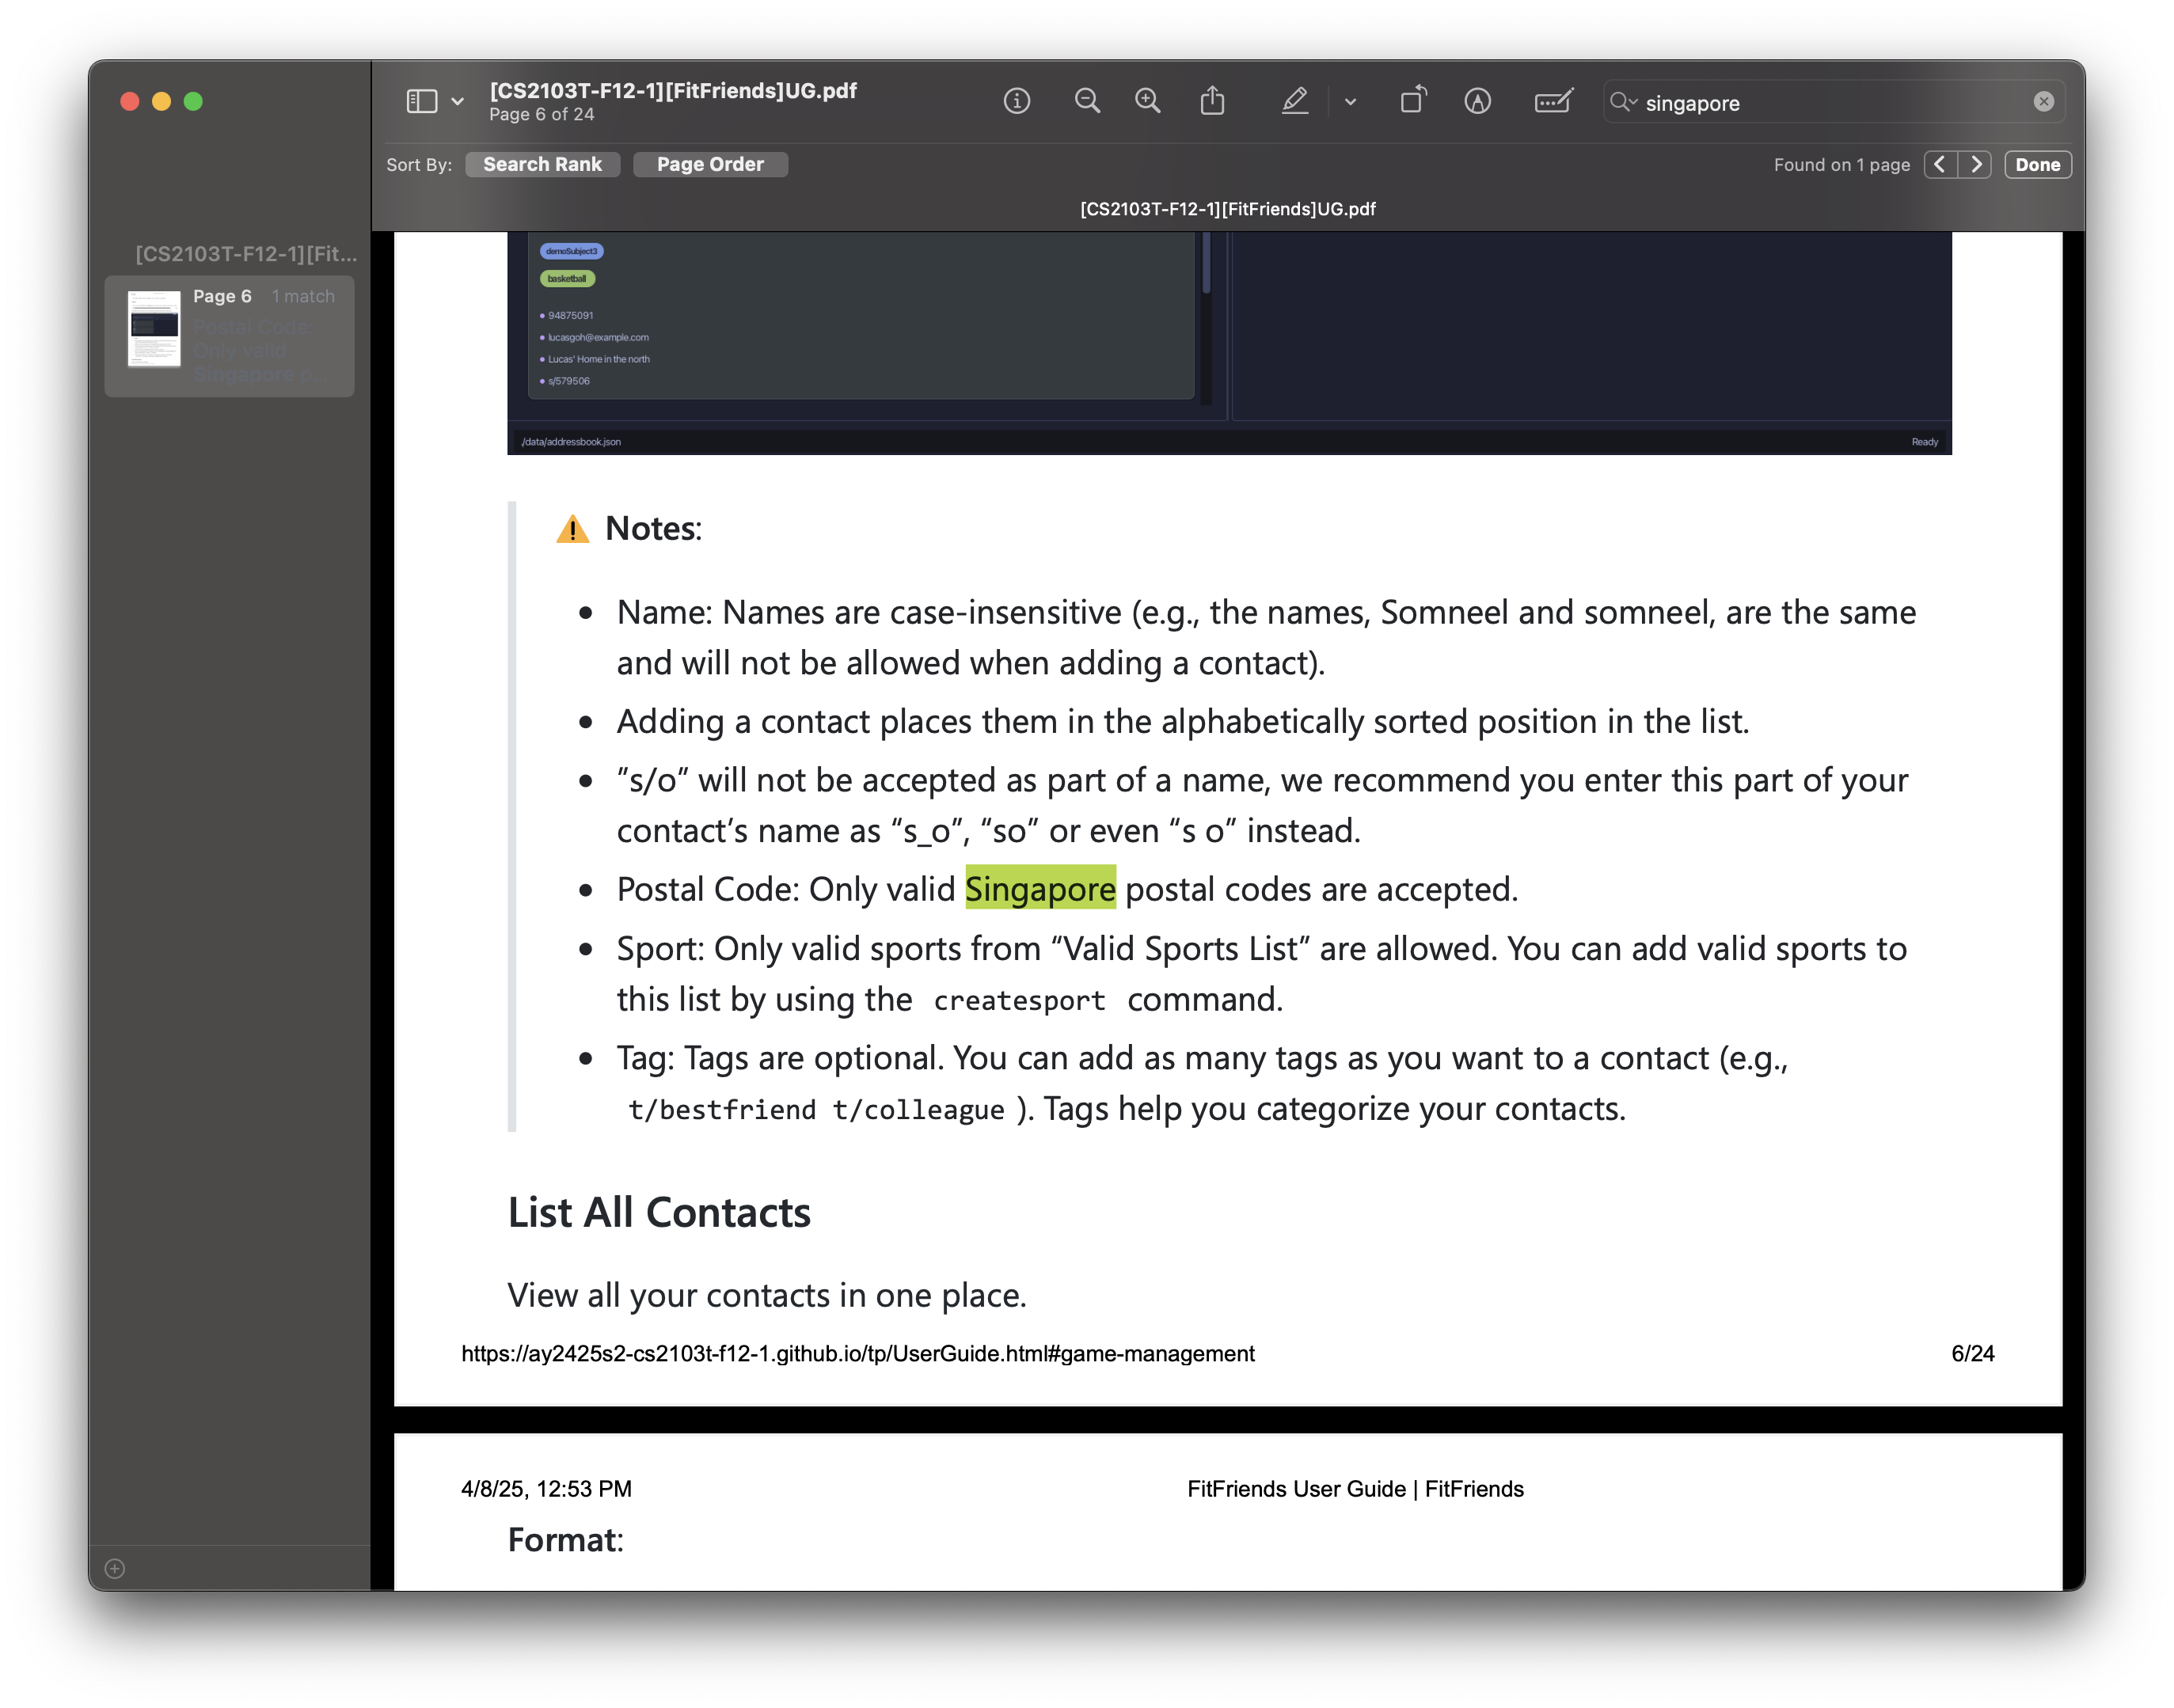 [CS2103T-F12-1][FitFriends]UG.pdf
Page 6 of 24
singapore
Sort By: Search Rank Page Order
Found on 1 page
Done
[CS2103T-F12-1][FitFriends]UG.pdf
[CS2103T-F12-1][Fit...
Page 6 1 match
Postal Code:
Only valid
Singapore p...
demoSubject3
basketball
94875091
lucasgoh@example.com
Lucas' Home in the north
s/579506
./data/addressbook.json
Ready
Notes:
• Name: Names are case-insensitive (e.g., the names, Somneel and somneel, are the same
and will not be allowed when adding a contact).
• Adding a contact places them in the alphabetically sorted position in the list.
• ”s/o” will not be accepted as part of a name, we recommend you enter this part of your
contact’s name as “s_o”, “so” or even “s o” instead.
• Postal Code: Only valid Singapore postal codes are accepted.
• Sport: Only valid sports from “Valid Sports List” are allowed. You can add valid sports to
this list by using the createsport command.
• Tag: Tags are optional. You can add as many tags as you want to a contact (e.g.,
t/bestfriend t/colleague ). Tags help you categorize your contacts.
List All Contacts
View all your contacts in one place.
https://ay2425s2-cs2103t-f12-1.github.io/tp/UserGuide.html#game-management
6/24
4/8/25, 12:53 PM
FitFriends User Guide | FitFriends
Format: